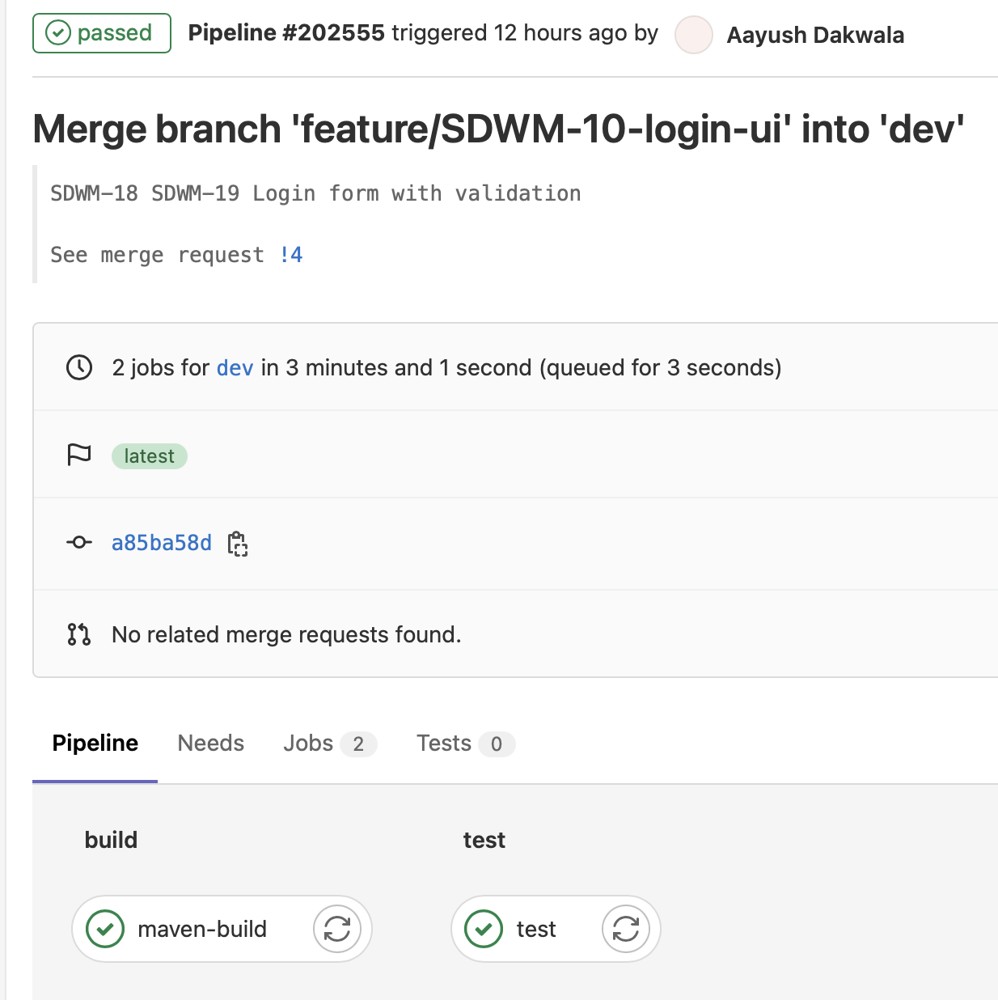 passed Pipeline #202555 triggered 12 hours ago by Aayush Dakwala
Merge branch 'feature/SDWM-10-login-ui' into 'dev'
SDWM-18 SDWM-19 Login form with validation
See merge request !4
2 jobs for dev in 3 minutes and 1 second (queued for 3 seconds)
latest
a85ba58d
No related merge requests found.
Pipeline Needs Jobs 2 Tests 0
build test
maven-build test